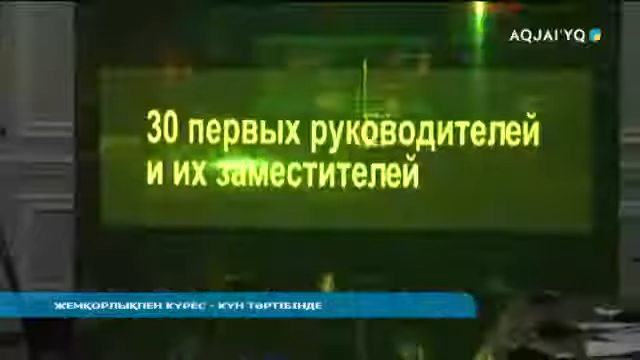 AQJAI'YQ
30 первых руководителей
и их заместителей
ЖЕМҚОРЛЫҚПЕН КҮРЕС - КҮН ТӘРТІБІНДЕ